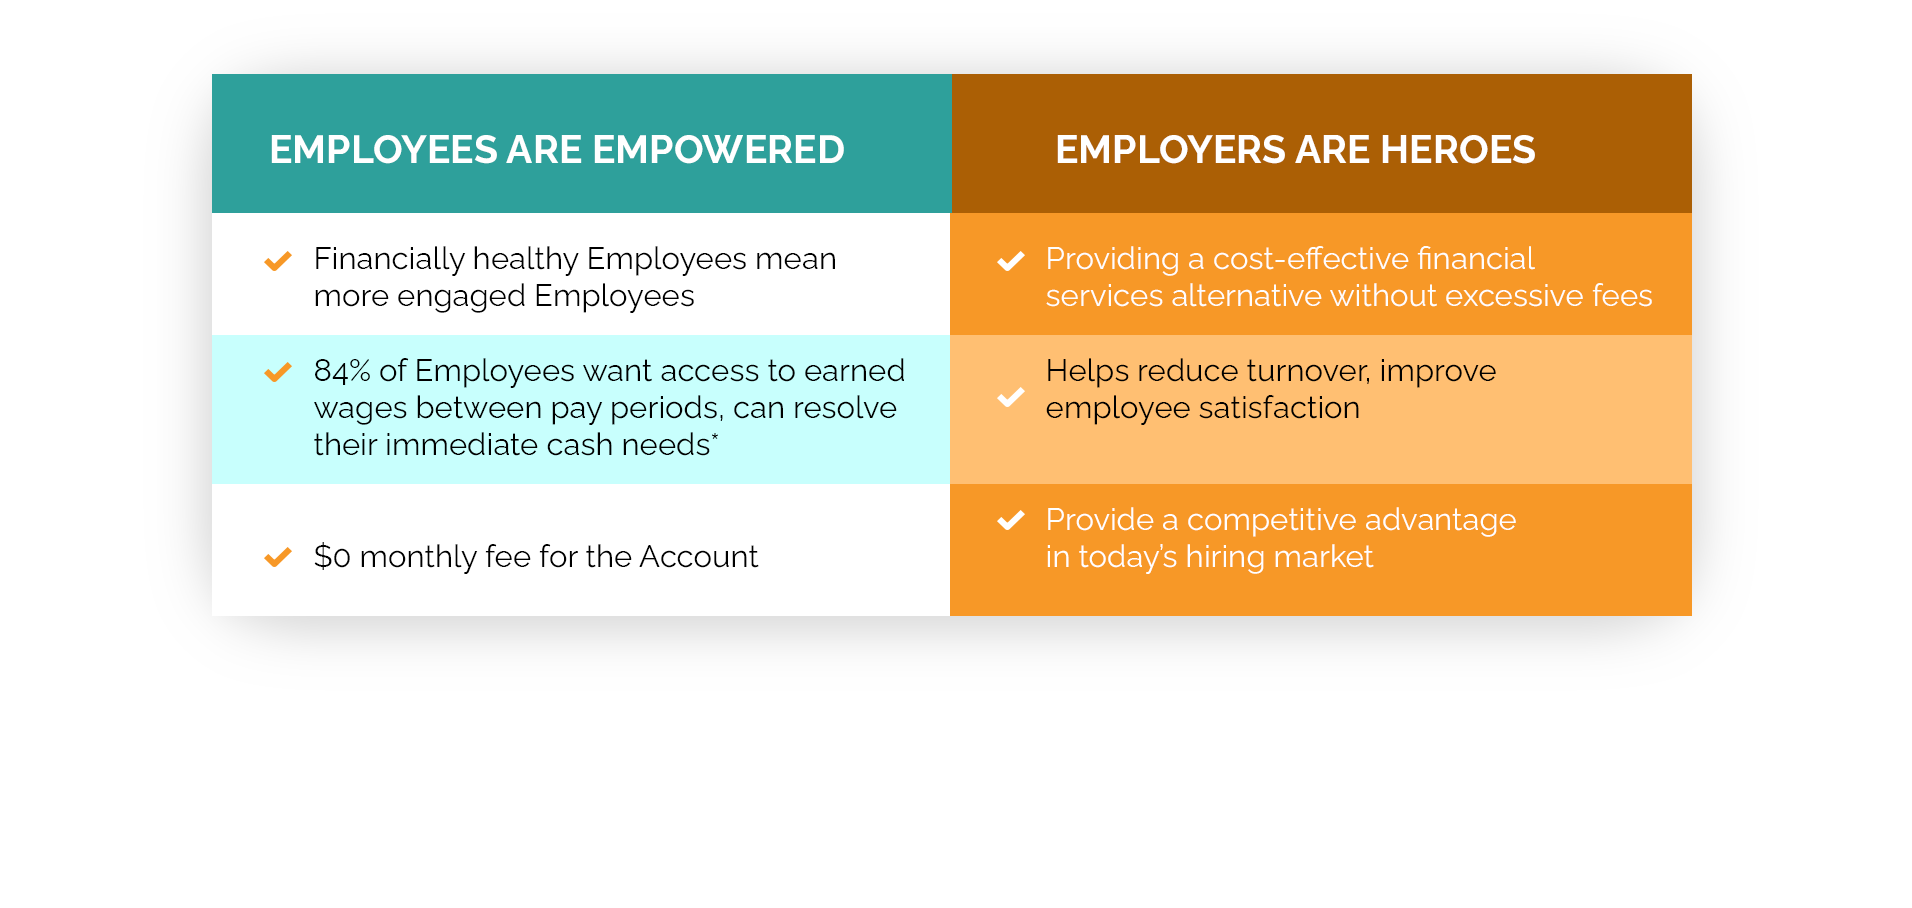 EMPLOYEES ARE EMPOWERED
EMPLOYERS ARE HEROES
Financially healthy Employees mean
more engaged Employees
Providing a cost-effective financial
services alternative without excessive fees
84% of Employees want access to earned
wages between pay periods, can resolve
their immediate cash needs*
Helps reduce turnover, improve
employee satisfaction
$0 monthly fee for the Account
Provide a competitive advantage
in today’s hiring market